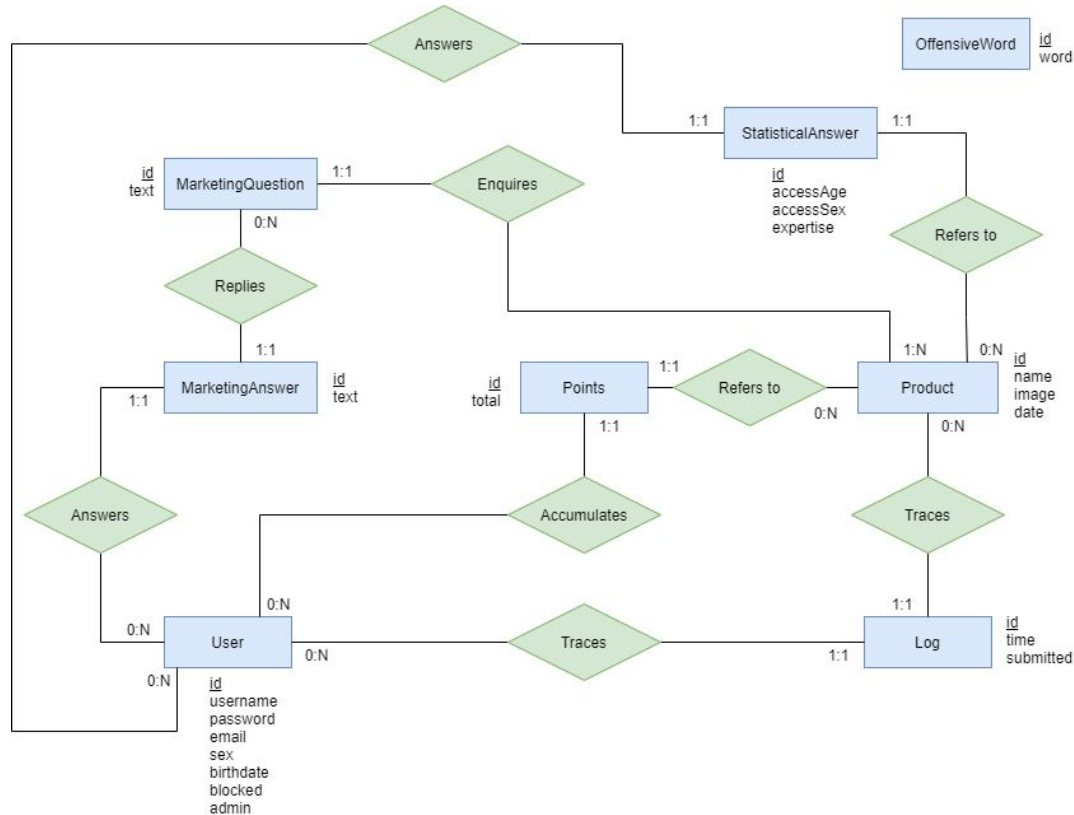 Answers
OffensiveWord
id
word
1:1
StatisticalAnswer
1:1
id
accessAge
accessSex
expertise
id
text
MarketingQuestion
1:1
Enquires
0:N
Refers to
Replies
1:1
MarketingAnswer
id
text
1:1
id
total
Points
1:1
1:1
Refers to
0:N
1:N
0:N
Product
id
name
image
date
0:N
Answers
Accumulates
Traces
0:N
0:N
User
0:N
0:N
Traces
1:1
1:1
Log
id
time
submitted
id
username
password
email
sex
birthdate
blocked
admin